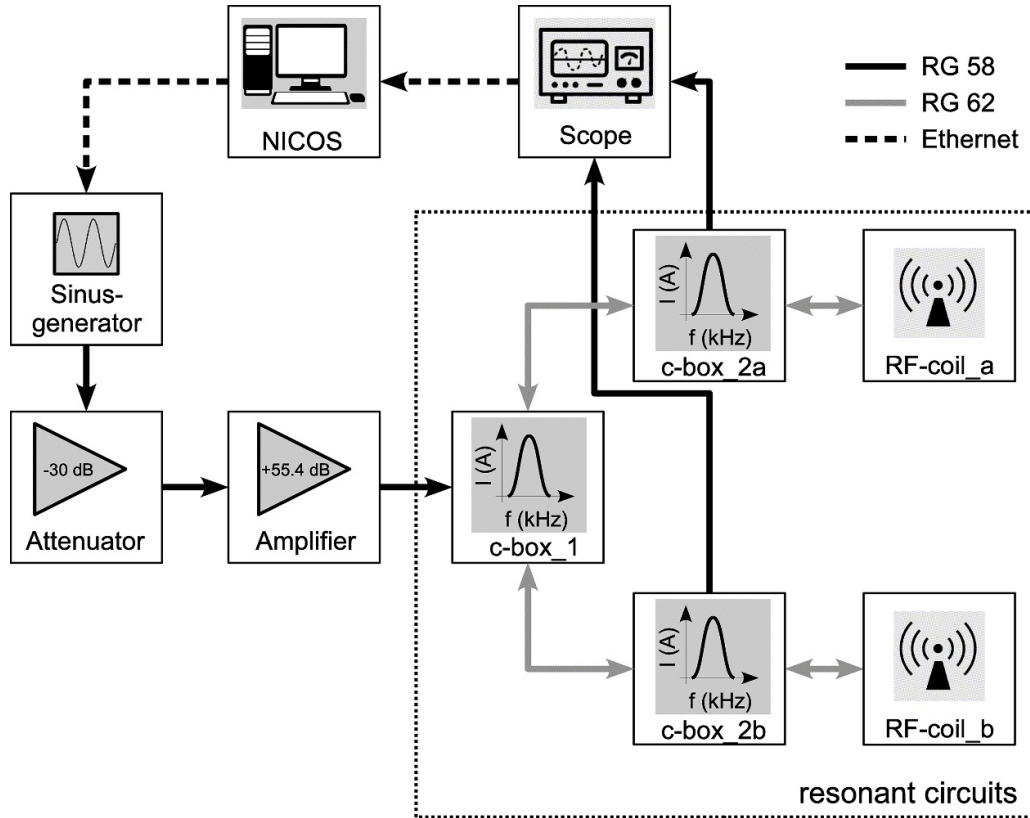 NICOS
Scope
RG 58
RG 62
Ethernet
Sinus-
generator
I (A)
f (kHz)
c-box_2a
RF-coil_a
-30 dB
Attenuator
+55.4 dB
Amplifier
I (A)
f (kHz)
c-box_1
I (A)
f (kHz)
c-box_2b
RF-coil_b
resonant circuits